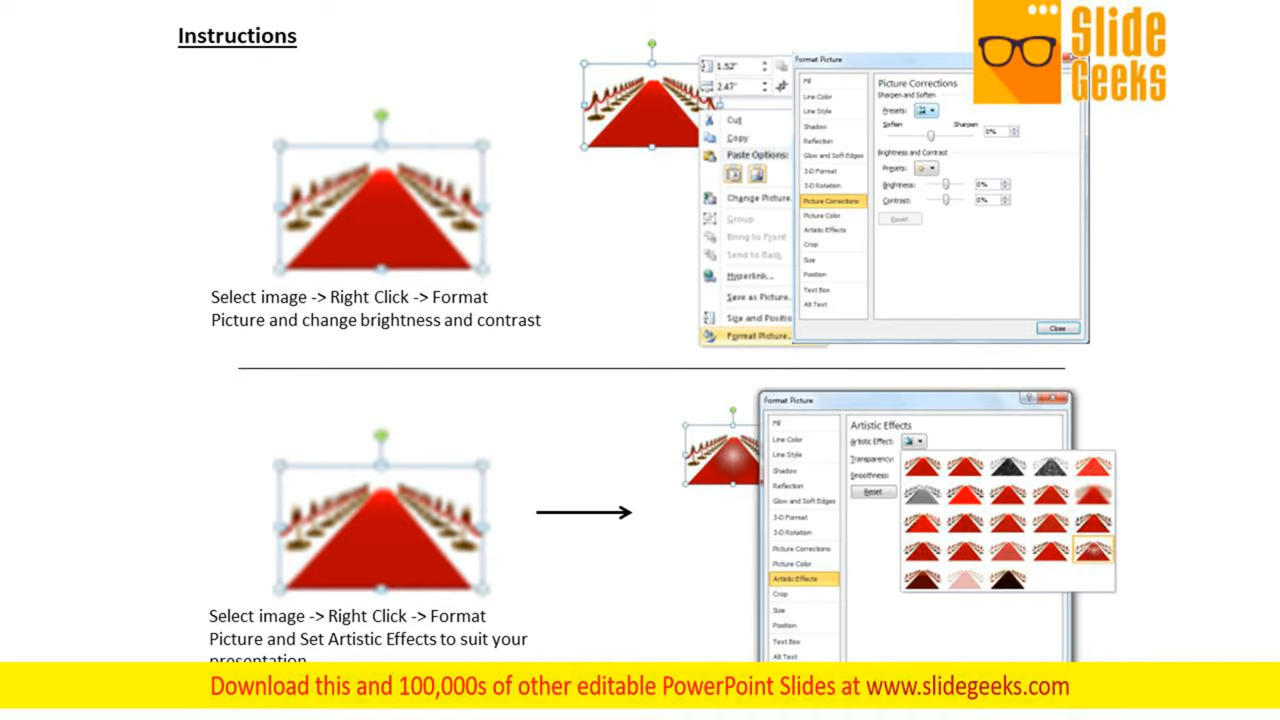 Instructions
Slide
Geeks
Select image -> Right Click -> Format
Picture and change brightness and contrast
1.52"
2.47"
Cut
Copy
Paste Options:
Change Picture...
Group
Bring to Front
Send to Back
Hyperlink...
Save as Picture...
Size and Positio
Format Picture...
Format Picture
Fill
Line Color
Line Style
Shadow
Reflection
Glow and Soft Edges
3-D Format
3-D Rotation
Picture Corrections
Picture Color
Artistic Effects
Crop
Size
Position
Text Box
Alt Text
Picture Corrections
Sharpen and Soften
Presets:
Soften Sharpen
0%
Brightness and Contrast
Presets:
Brightness: 0%
Contrast: 0%
Reset
Close
Select image -> Right Click -> Format
Picture and Set Artistic Effects to suit your
presentation
Format Picture
Fill
Line Color
Line Style
Shadow
Reflection
Glow and Soft Edges
3-D Format
3-D Rotation
Picture Corrections
Picture Color
Artistic Effects
Crop
Size
Position
Text Box
Alt Text
Artistic Effects
Artistic Effect:
Transparency:
Smoothness:
Reset
Download this and 100,000s of other editable PowerPoint Slides at www.slidegeeks.com